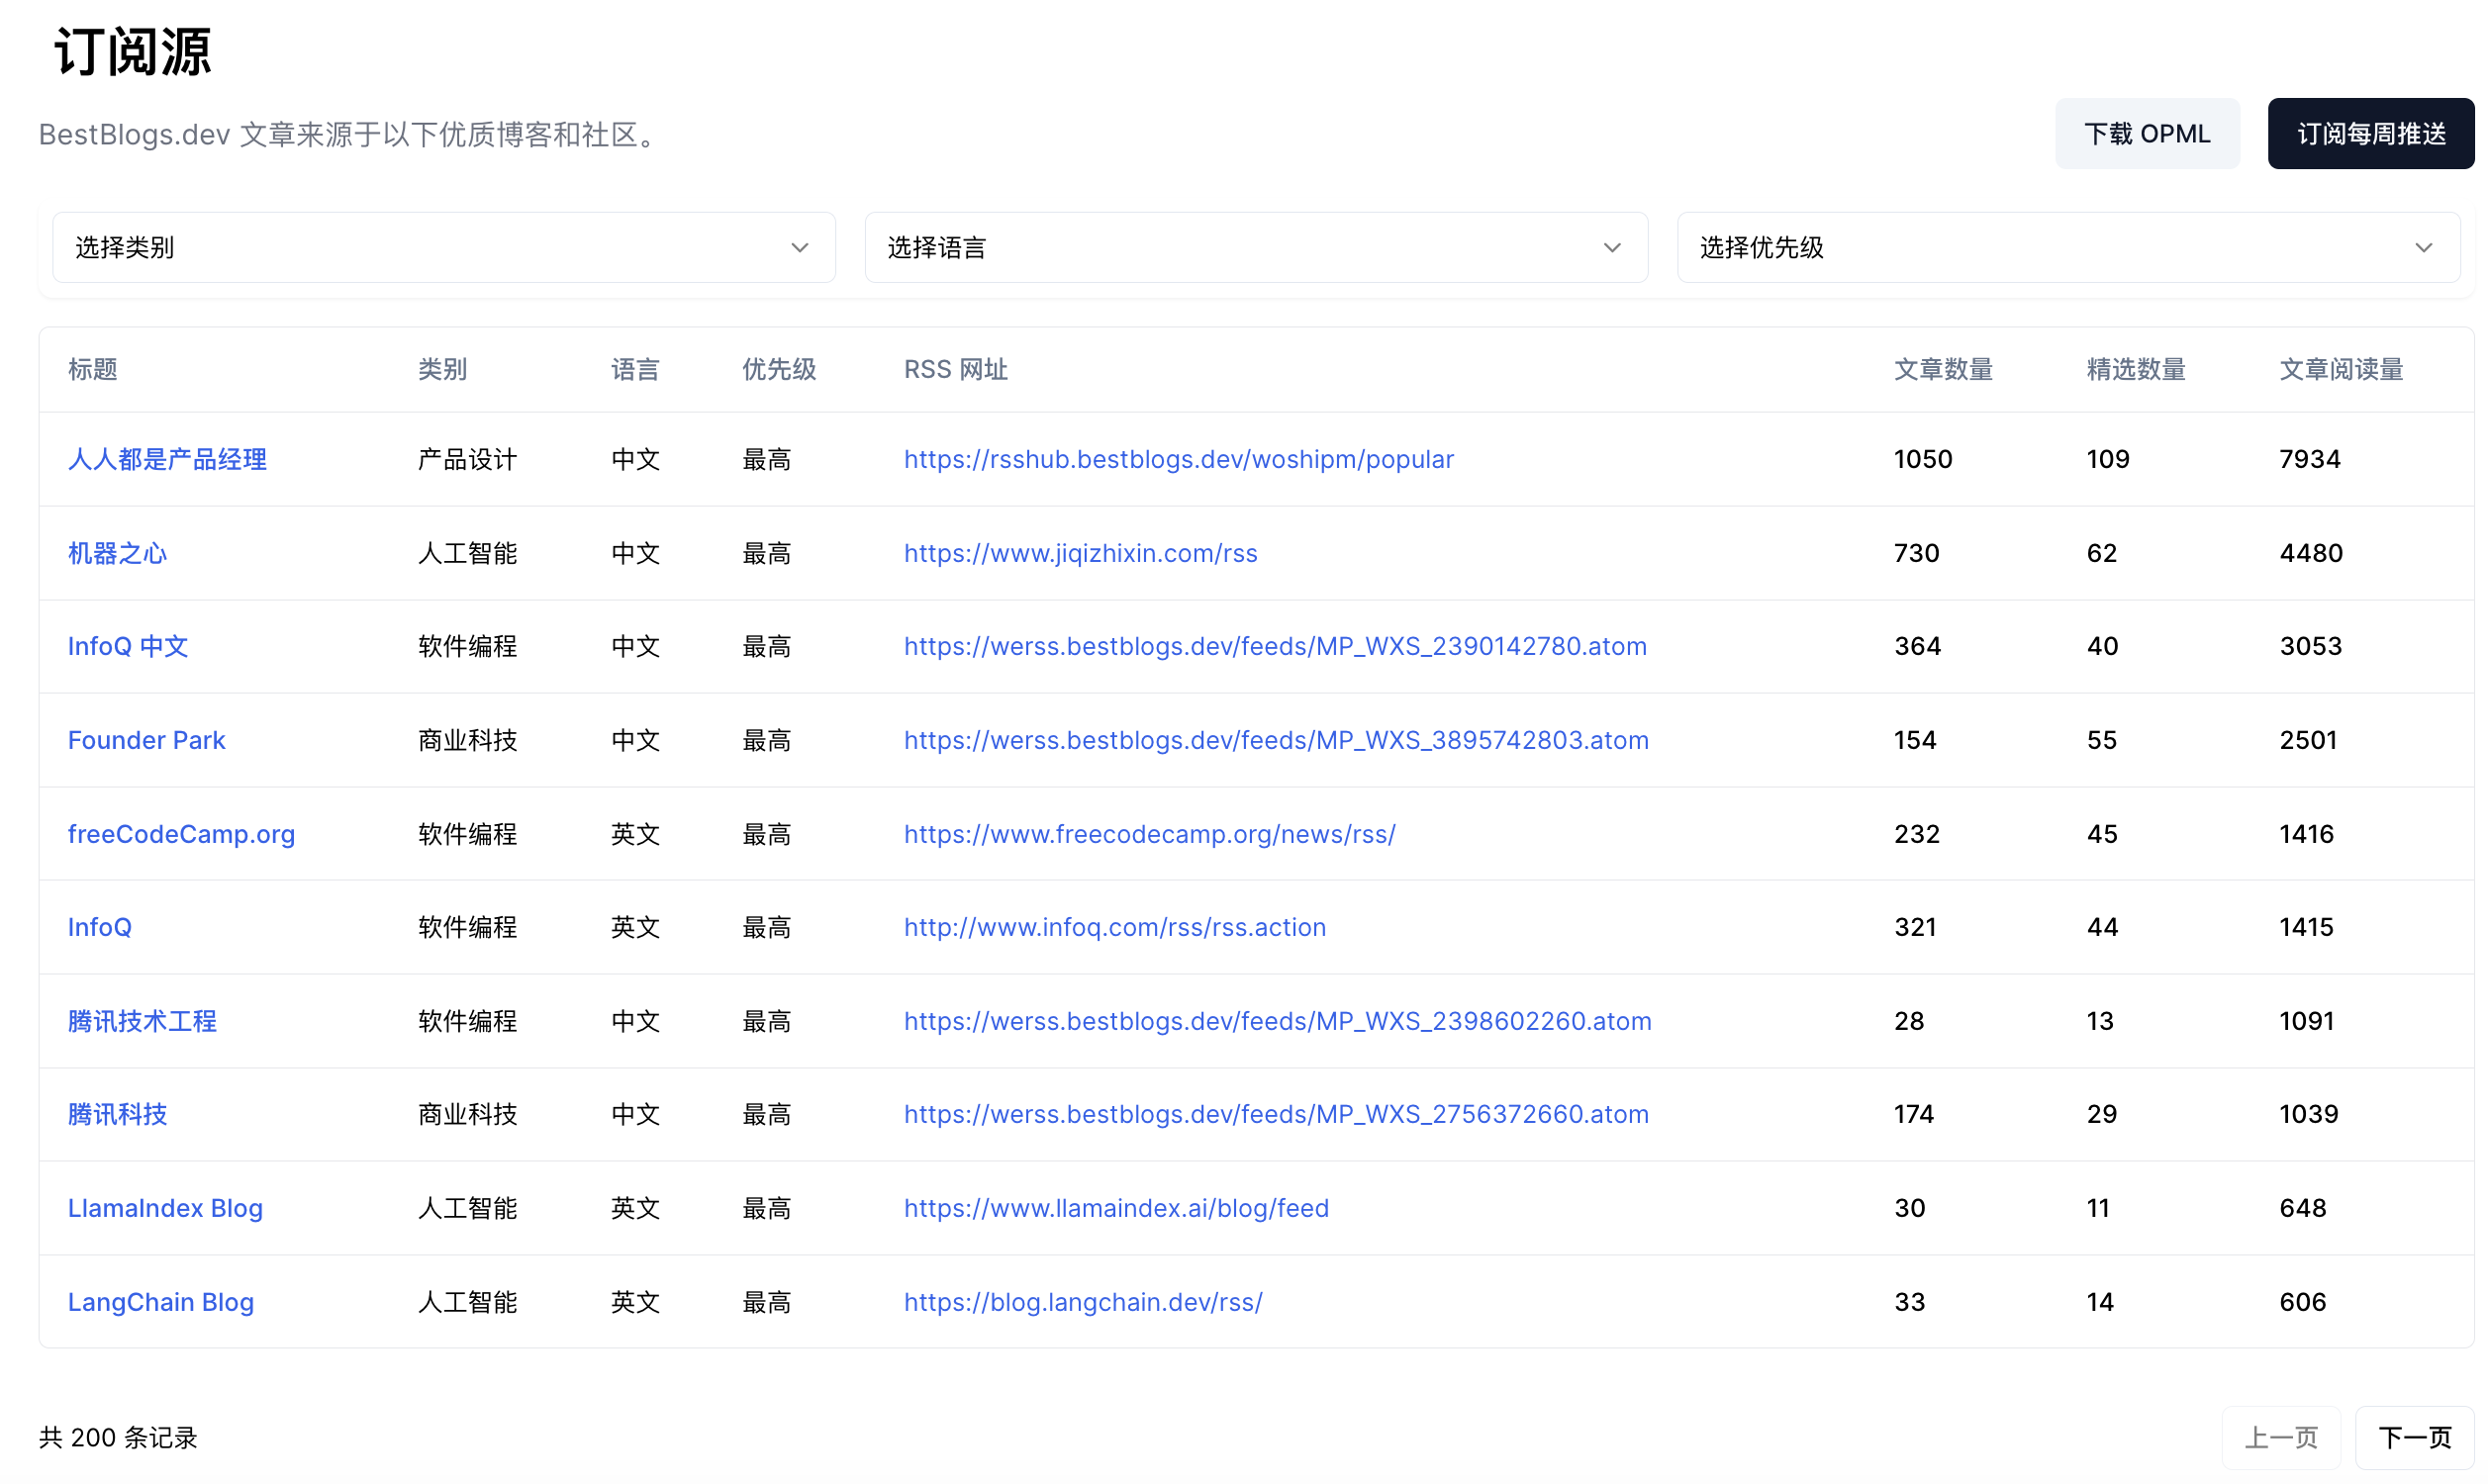 订阅源
BestBlogs.dev 文章来源于以下优质博客和社区。 下载 OPML 订阅每周推送
选择类别 选择语言 选择优先级
标题 类别 语言 优先级 RSS 网址 文章数量 精选数量 文章阅读量
人人都是产品经理 产品设计 中文 最高 https://rsshub.bestblogs.dev/woshipm/popular 1050 109 7934
机器之心 人工智能 中文 最高 https://www.jiqizhixin.com/rss 730 62 4480
InfoQ 中文 软件编程 中文 最高 https://werss.bestblogs.dev/feeds/MP_WXS_2390142780.atom 364 40 3053
Founder Park 商业科技 中文 最高 https://werss.bestblogs.dev/feeds/MP_WXS_3895742803.atom 154 55 2501
freeCodeCamp.org 软件编程 英文 最高 https://www.freecodecamp.org/news/rss/ 232 45 1416
InfoQ 软件编程 英文 最高 http://www.infoq.com/rss/rss.action 321 44 1415
腾讯技术工程 软件编程 中文 最高 https://werss.bestblogs.dev/feeds/MP_WXS_2398602260.atom 28 13 1091
腾讯科技 商业科技 中文 最高 https://werss.bestblogs.dev/feeds/MP_WXS_2756372660.atom 174 29 1039
LlamaIndex Blog 人工智能 英文 最高 https://www.llamaindex.ai/blog/feed 30 11 648
LangChain Blog 人工智能 英文 最高 https://blog.langchain.dev/rss/ 33 14 606
共 200 条记录 上一页 下一页